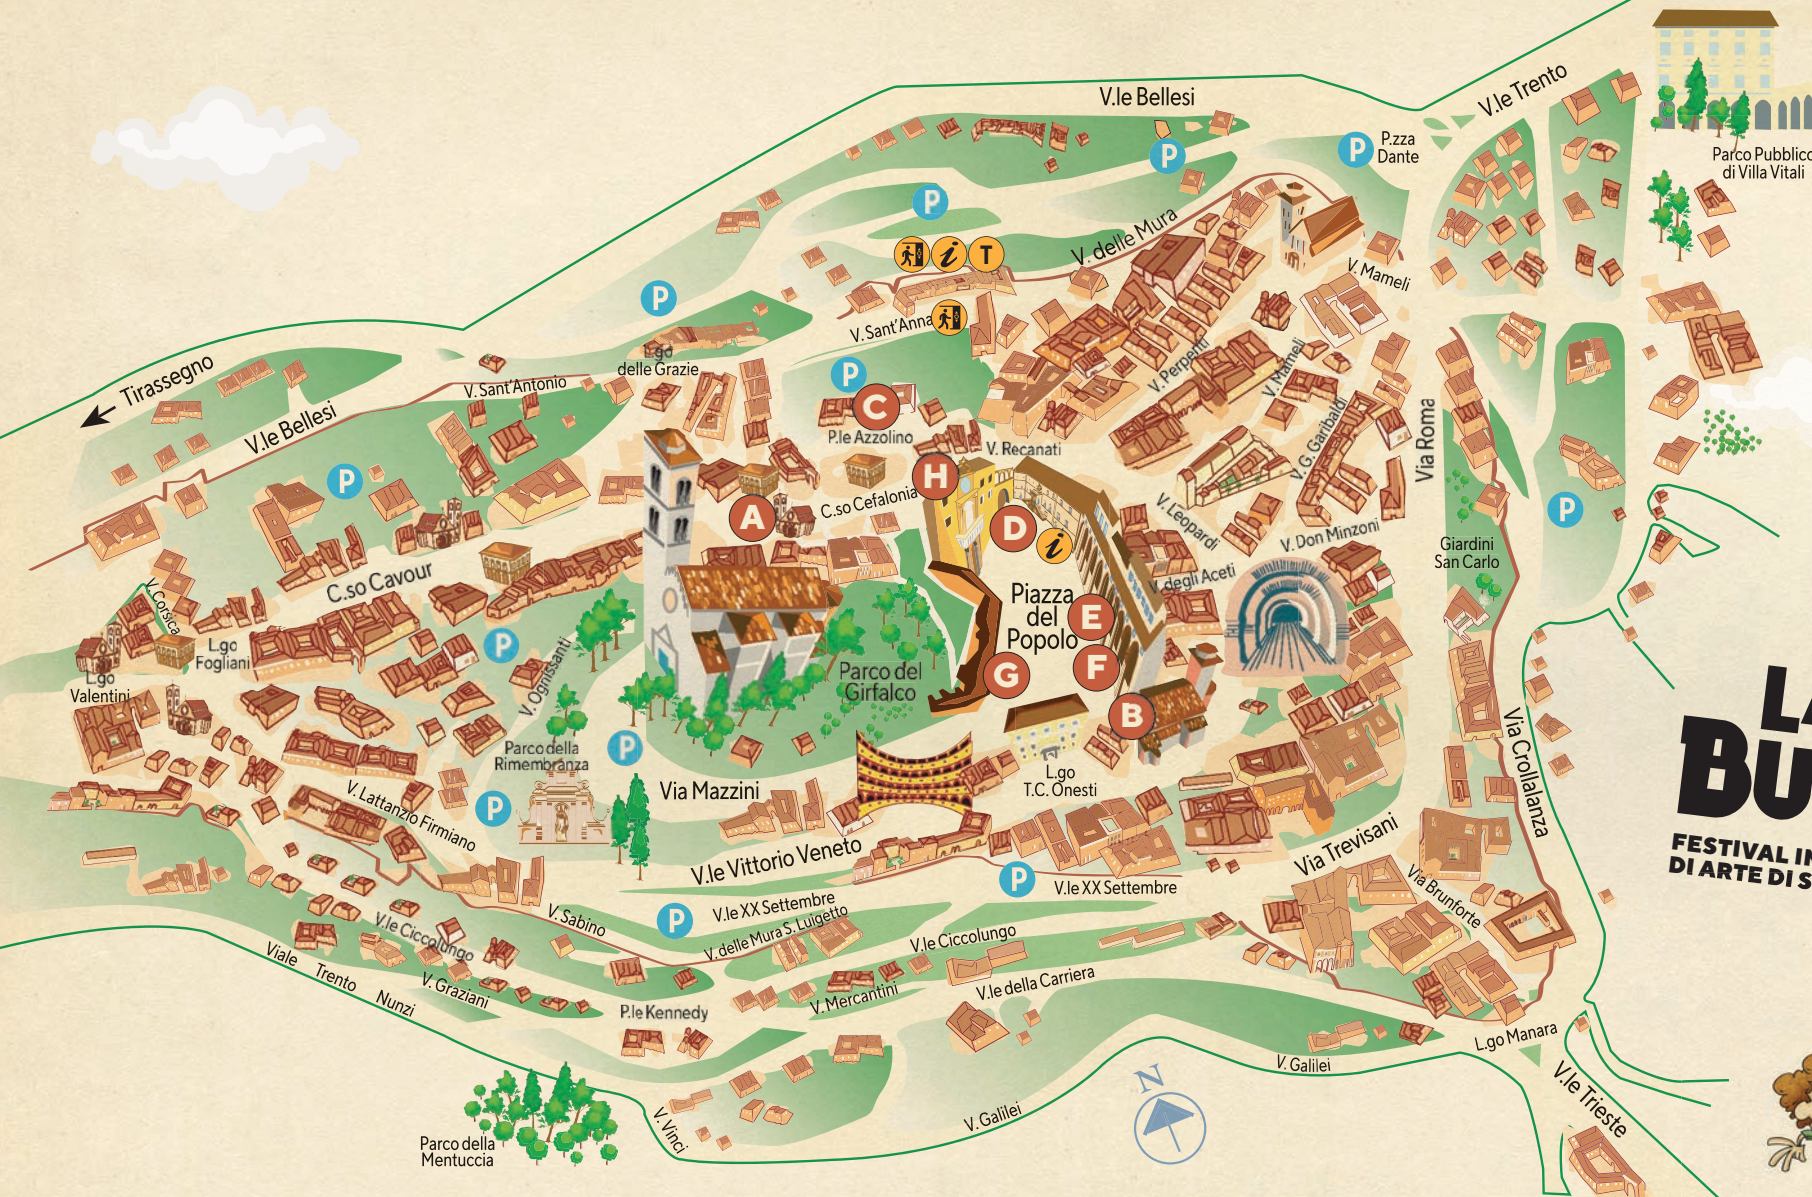 V.le Bellesi
V.le Trento
P
P.zza
Dante
P
Parco Pubblico
di Villa Vitali
P
V. delle Mura
i
T
V. Mameli
P
V. Sant'Anna
L.go
delle Grazie
Tirassegno
V. Sant'Antonio
P
C
P.le Azzolino
V. Perpenti
V. Mameli
V.le Bellesi
V. G. Garibaldi
Via Roma
V. Recanati
P
H
A
C.so Cefalonia
D
i
V. Leopardi
V. Don Minzoni
P
Giardini
San Carlo
C.so Cavour
V. degli Aceti
V. Corsica
Piazza
del
Popolo
E
L.go
Fogliani
P
F
G
Parco del
Girfalco
L.go
Valentini
V. Ognissanti
B
P
Parco della
Rimembranza
L.go
T.C. Onesti
Via Crollalanza
LA
BU
Via Mazzini
P
V. Lattanzio Firmiano
V.le Vittorio Veneto
Via Trevisani
FESTIVAL IN
DI ARTE DI S
P
V.le XX Settembre
Via Brunforte
V.le XX Settembre
P
V. Sabino
V. delle Mura S. Luigetto
V.le Ciccolungo
V.le Ciccolungo
Viale Trento Nunzi
V. Graziani
V.le della Carriera
V. Mercantini
P.le Kennedy
L.go Manara
V. Galilei
N
V.le Trieste
V. Galilei
V. Vinci
Parco della
Mentuccia